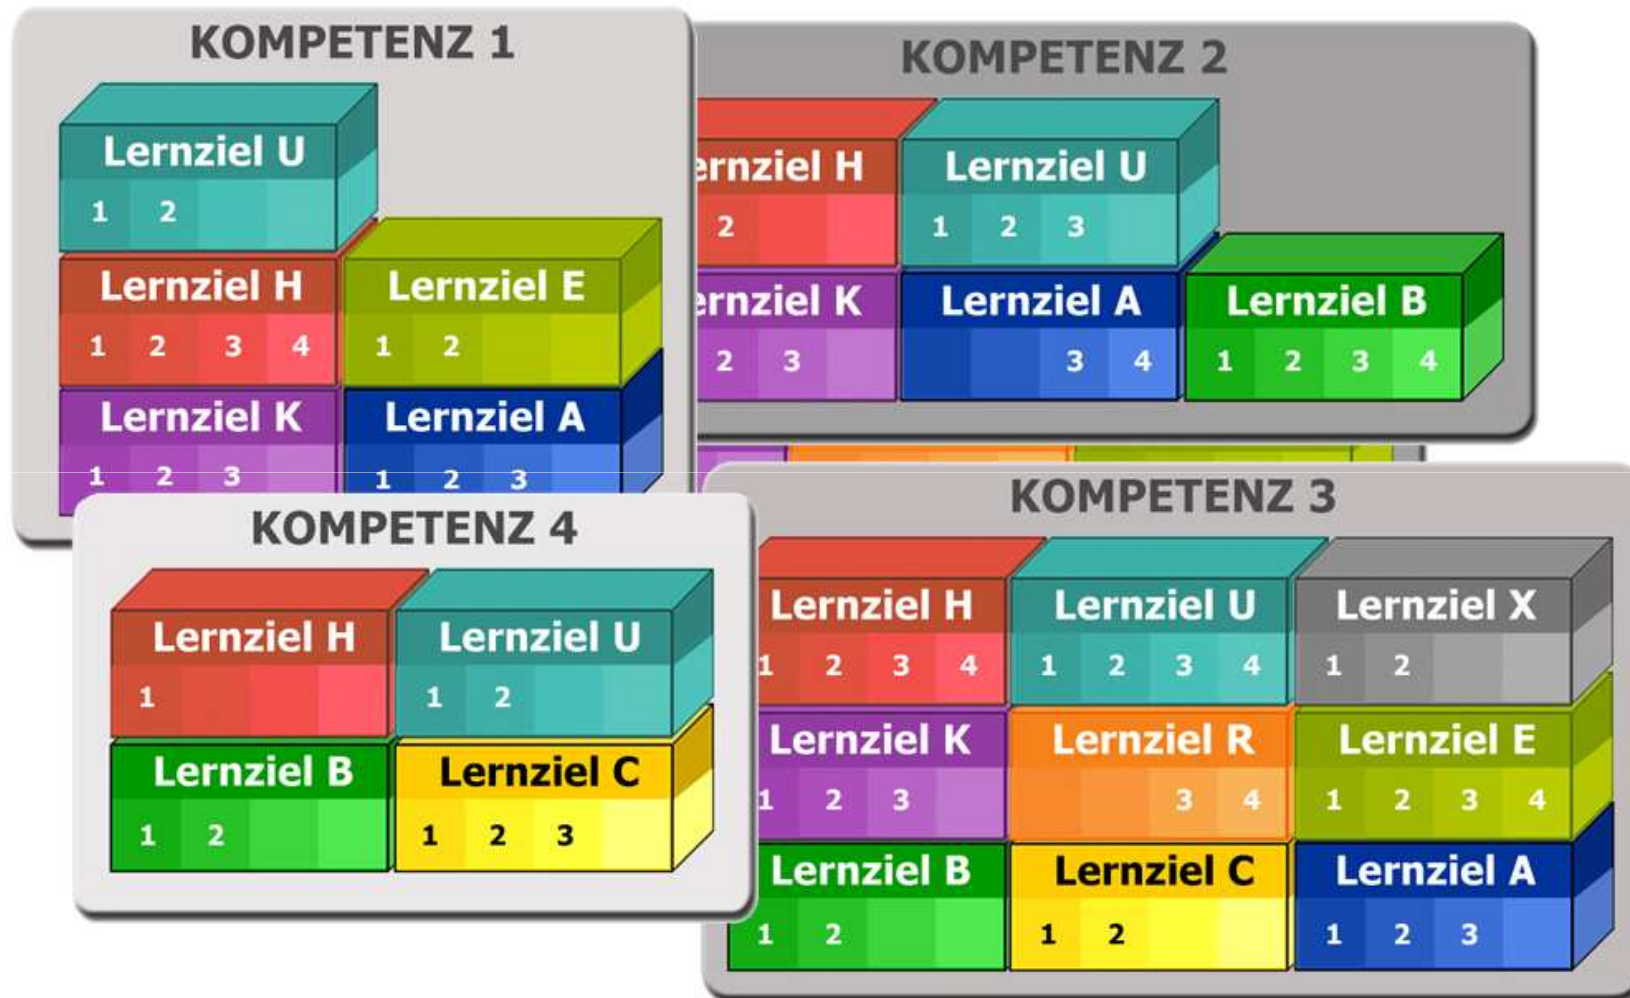 KOMPETENZ 1
Lernziel U
1 2
Lernziel H
1 2 3 4
Lernziel E
1 2
Lernziel K
1 2 3
Lernziel A
1 2 3
KOMPETENZ 2
ernziel H
2
Lernziel U
1 2 3
ernziel K
2 3
Lernziel A
3 4
Lernziel B
1 2 3 4
KOMPETENZ 4
Lernziel H
1
Lernziel U
1 2
Lernziel B
1 2
Lernziel C
1 2 3
KOMPETENZ 3
Lernziel H
1 2 3 4
Lernziel U
1 2 3 4
Lernziel X
1 2
Lernziel K
1 2 3
Lernziel R
3 4
Lernziel E
1 2 3 4
Lernziel B
1 2
Lernziel C
1 2
Lernziel A
1 2 3